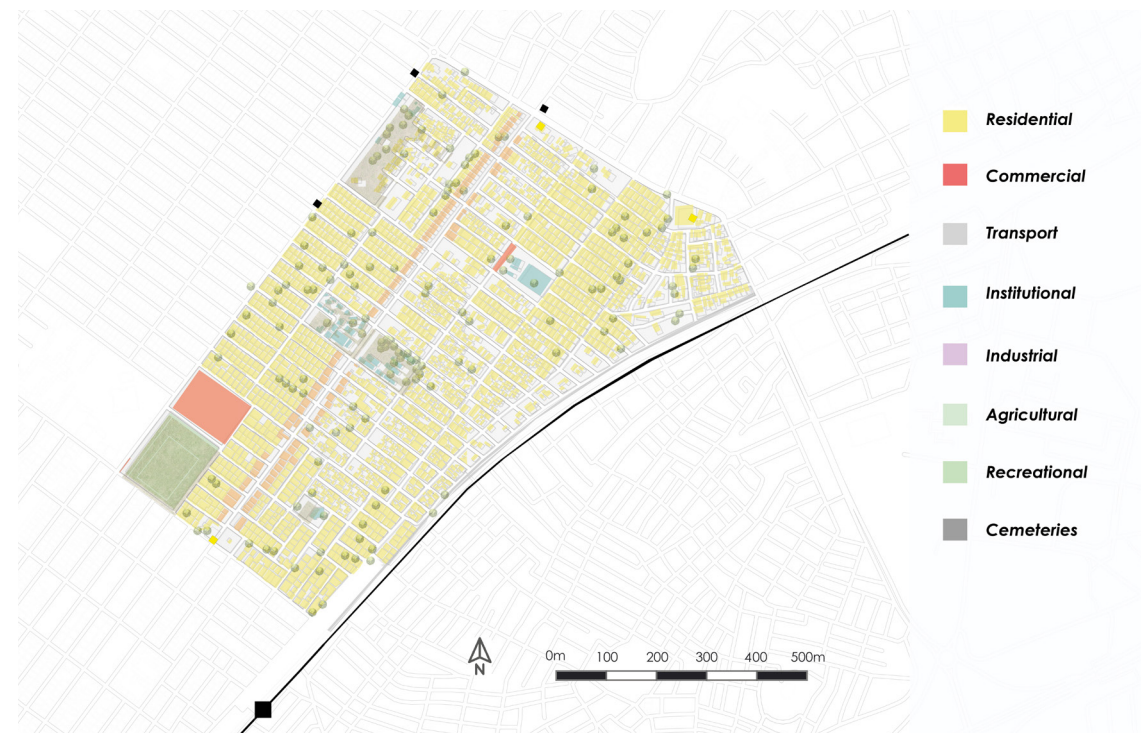 Residential
Commercial
Transport
Institutional
Industrial
Agricultural
Recreational
Cemeteries
N
0m 100 200 300 400 500m